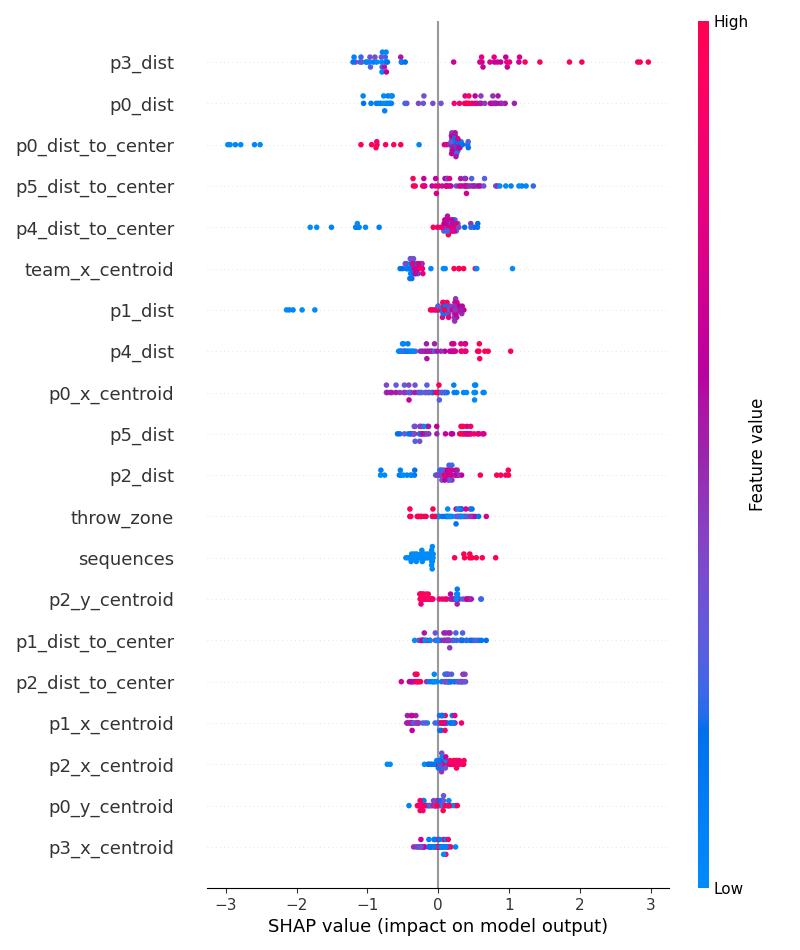 High
p3_dist
p0_dist
p0_dist_to_center
p5_dist_to_center
p4_dist_to_center
team_x_centroid
p1_dist
p4_dist
p0_x_centroid
p5_dist
p2_dist
throw_zone
sequences
p2_y_centroid
p1_dist_to_center
p2_dist_to_center
p1_x_centroid
p2_x_centroid
p0_y_centroid
p3_x_centroid
Feature value
Low
−3 −2 −1 0 1 2 3
SHAP value (impact on model output)